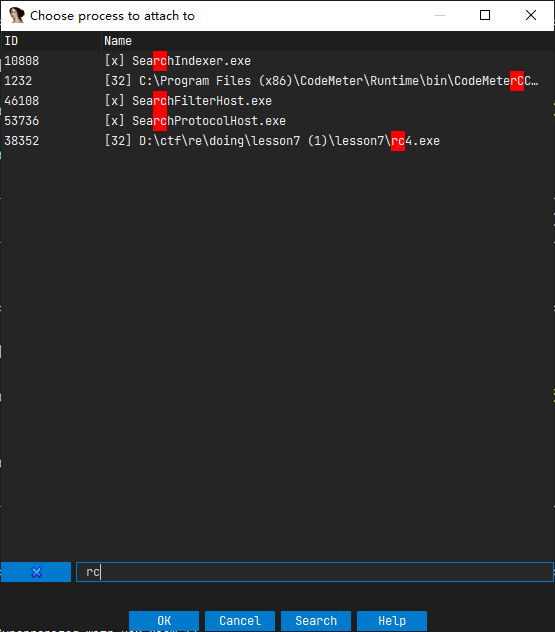 Choose process to attach to
ID Name
10808 [x] SearchIndexer.exe
1232 [32] C:\Program Files (x86)\CodeMeter\Runtime\bin\CodeMeterCC…
46108 [x] SearchFilterHost.exe
53736 [x] SearchProtocolHost.exe
38352 [32] D:\ctf\re\doing\lesson7 (1)\lesson7\rc4.exe
rc
OK Cancel Search Help